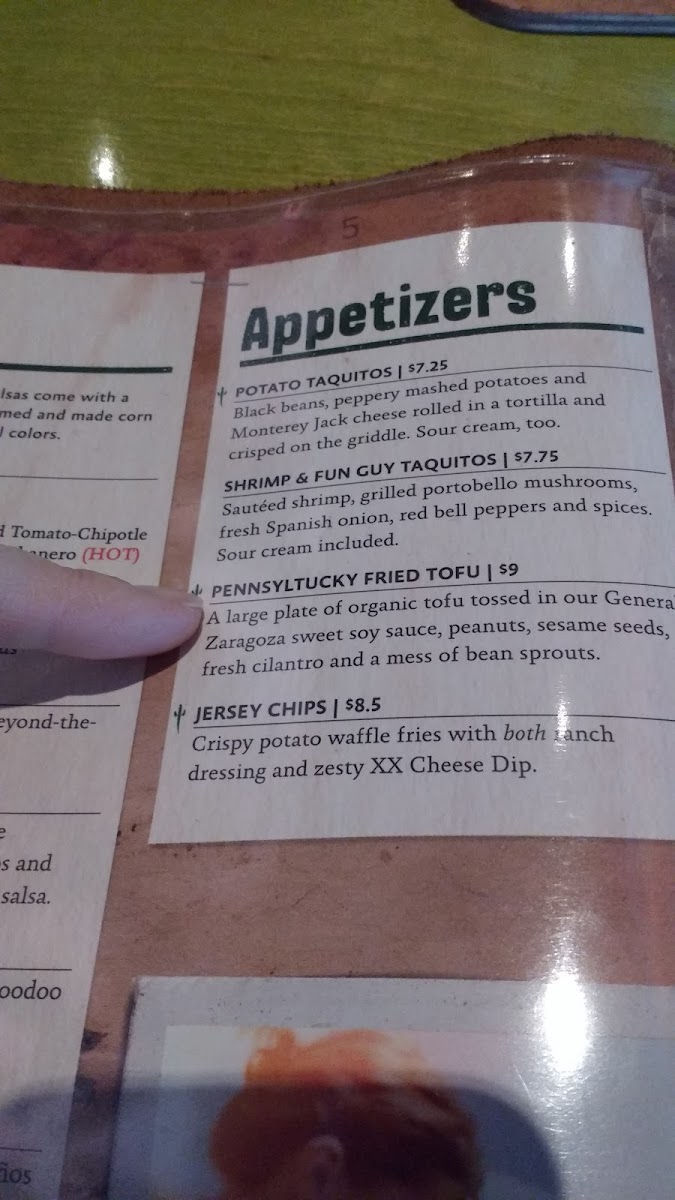 5
Appetizers
POTATO TAQUITOS | $7.25
Black beans, peppery mashed potatoes and
Monterey Jack cheese rolled in a tortilla and
crisped on the griddle. Sour cream, too.
SHRIMP & FUN GUY TAQUITOS | $7.75
Sautéed shrimp, grilled portobello mushrooms,
fresh Spanish onion, red bell peppers and spices.
Sour cream included.
PENNSYLTUCKY FRIED TOFU | $9
A large plate of organic tofu tossed in our Genera
Zaragoza sweet soy sauce, peanuts, sesame seeds,
fresh cilantro and a mess of bean sprouts.
JERSEY CHIPS | $8.5
Crispy potato waffle fries with both ranch
dressing and zesty XX Cheese Dip.
lsas come with a
med and made corn
l colors.
d Tomato-Chipotle
anero (HOT)
us
eyond-the-
e
s and
salsa.
oodoo
ños